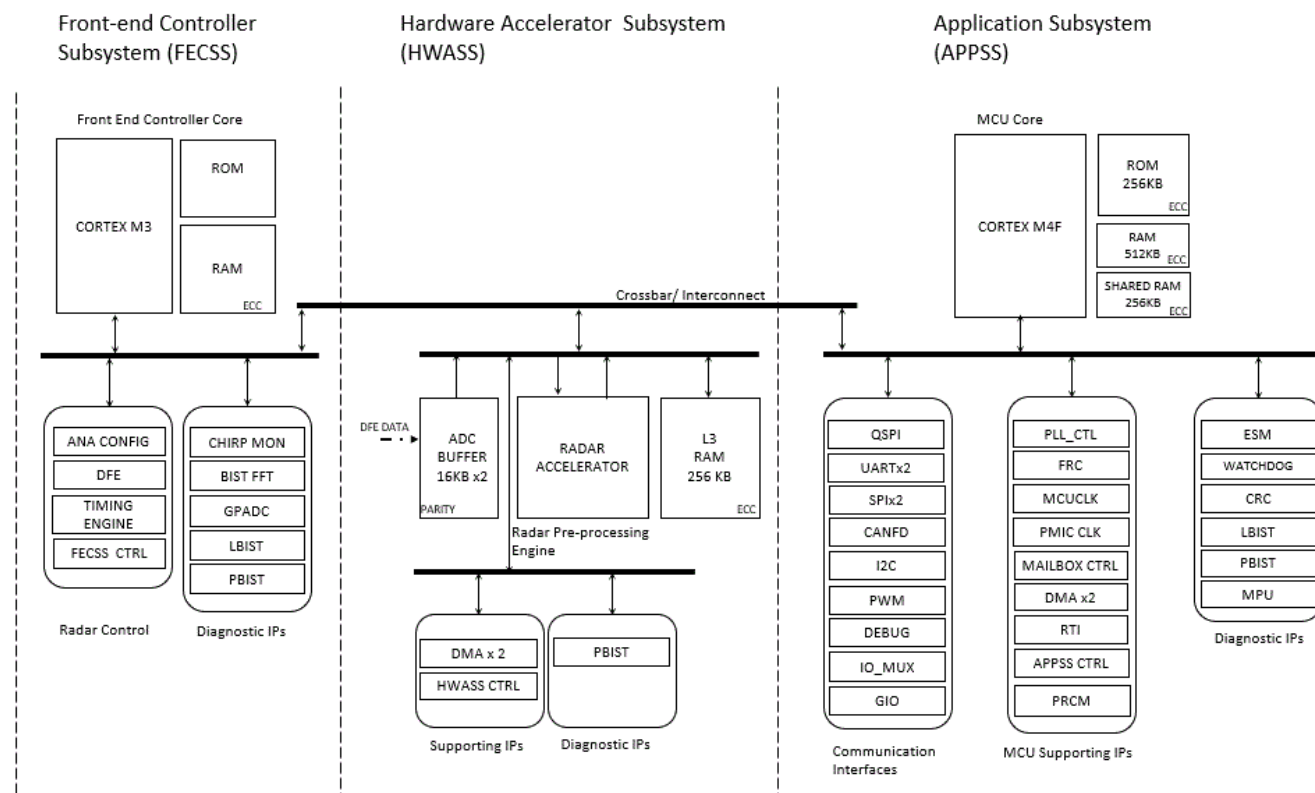 Front-end Controller
Subsystem (FECSS)
Hardware Accelerator Subsystem
(HWASS)
Application Subsystem
(APPSS)
Front End Controller Core
CORTEX M3
ROM
RAM
ECC
ANA CONFIG
DFE
TIMING
ENGINE
FECSS CTRL
Radar Control
CHIRP MON
BIST FFT
GPADC
LBIST
PBIST
Diagnostic IPs
Crossbar/ Interconnect
DFE DATA
ADC
BUFFER
16KB x2
PARITY
RADAR
ACCELERATOR
L3
RAM
256 KB
ECC
Radar Pre-processing
Engine
DMA x 2
HWASS CTRL
Supporting IPs
PBIST
Diagnostic IPs
MCU Core
CORTEX M4F
ROM
256KB
ECC
RAM
512KB
ECC
SHARED RAM
256KB
ECC
QSPI
UARTx2
SPIx2
CANFD
I2C
PWM
DEBUG
IO_MUX
GIO
Communication
Interfaces
PLL_CTL
FRC
MCUCLK
PMIC CLK
MAILBOX CTRL
DMA x2
RTI
APPSS CTRL
PRCM
MCU Supporting IPs
ESM
WATCHDOG
CRC
LBIST
PBIST
MPU
Diagnostic IPs